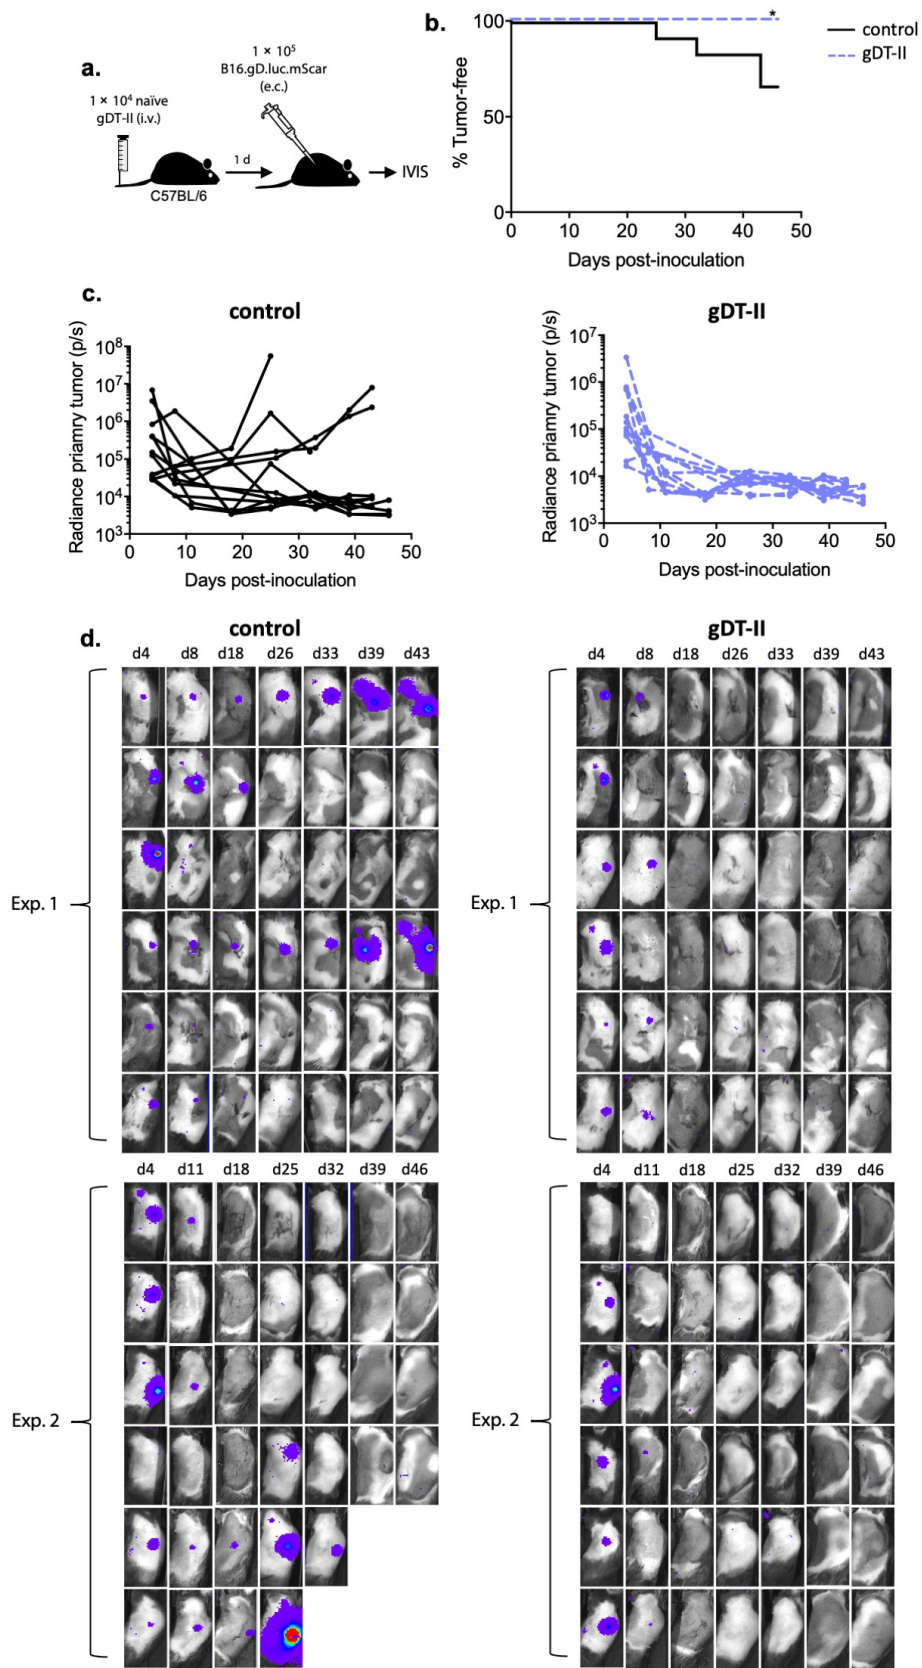 a.
1 × 10⁴ naïve
gDT-II (i.v.)
C57BL/6
1 d
1 × 10⁵
B16.gD.luc.mScar
(e.c.)
IVIS
b.
% Tumor-free
100
50
0
0 10 20 30 40 50
Days post-inoculation
*
control
gDT-II
c.
control
Radiance priamry tumor (p/s)
10⁸
10⁷
10⁶
10⁵
10⁴
10³
0 10 20 30 40 50
Days post-inoculation
gDT-II
Radiance priamry tumor (p/s)
10⁷
10⁶
10⁵
10⁴
10³
0 10 20 30 40 50
Days post-inoculation
d.
control
d4 d8 d18 d26 d33 d39 d43
Exp. 1
d4 d11 d18 d25 d32 d39 d46
Exp. 2
gDT-II
d4 d8 d18 d26 d33 d39 d43
Exp. 1
d4 d11 d18 d25 d32 d39 d46
Exp. 2